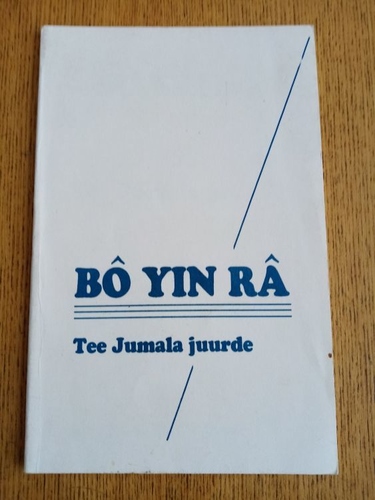 BÔ YIN RÂ
Tee Jumala juurde